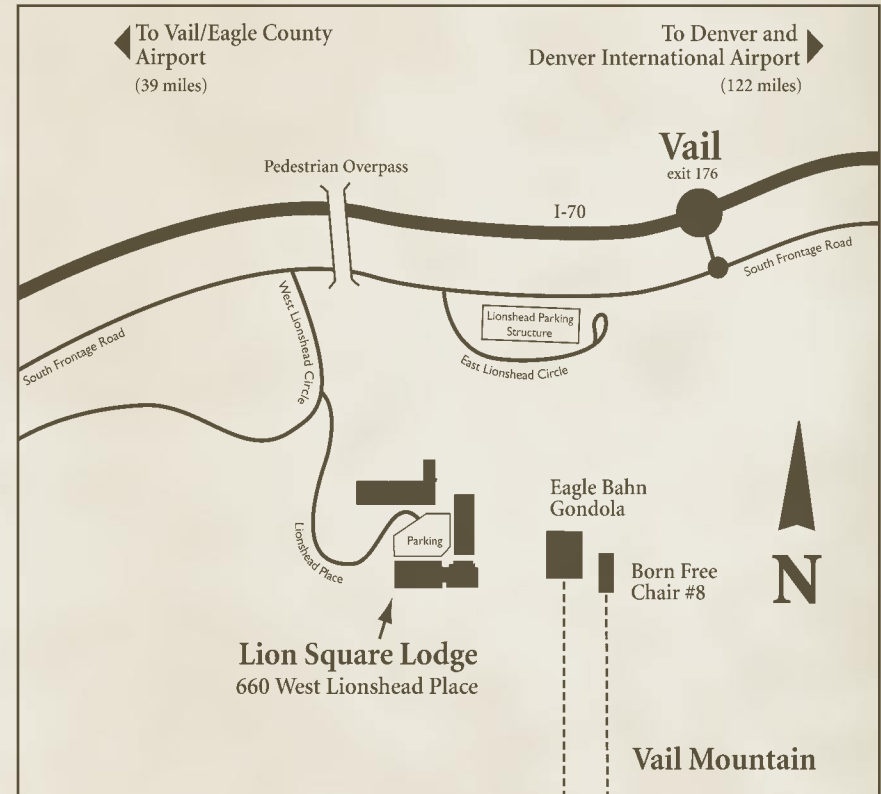 To Vail/Eagle County
Airport
(39 miles)
To Denver and
Denver International Airport
(122 miles)
Vail
exit 176
Pedestrian Overpass
I-70
South Frontage Road
West Lionshead Circle
Lionshead Parking
Structure
East Lionshead Circle
South Frontage Road
Eagle Bahn
Gondola
Parking
Lionshead Place
Born Free
Chair #8
N
Lion Square Lodge
660 West Lionshead Place
Vail Mountain